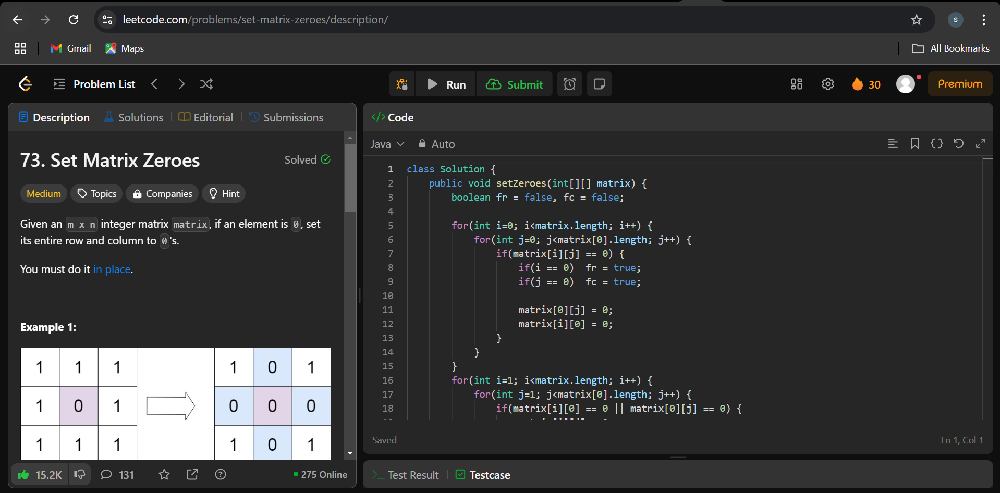 leetcode.com/problems/set-matrix-zeroes/description/
S
Gmail
Maps
All Bookmarks
Problem List
Run
Submit
30
Premium
Description
Solutions
Editorial
Submissions
73. Set Matrix Zeroes
Solved
Medium
Topics
Companies
Hint
Given an m x n integer matrix matrix, if an element is 0, set
its entire row and column to 0's.
You must do it in place.
Example 1:
1 1 1 1 0 1
1 0 1 0 0 0
1 1 1 1 0 1
15.2K
131
275 Online
</> Code
Java
Auto
1 class Solution {
2 public void setZeroes(int[][] matrix) {
3 boolean fr = false, fc = false;
4
5 for(int i=0; i<matrix.length; i++) {
6 for(int j=0; j<matrix[0].length; j++) {
7 if(matrix[i][j] == 0) {
8 if(i == 0)  fr = true;
9 if(j == 0)  fc = true;
10
11 matrix[0][j] = 0;
12 matrix[i][0] = 0;
13 }
14 }
15 }
16 for(int i=1; i<matrix.length; i++) {
17 for(int j=1; j<matrix[0].length; j++) {
18 if(matrix[i][0] == 0 || matrix[0][j] == 0) {
Saved
Ln 1, Col 1
Test Result
Testcase